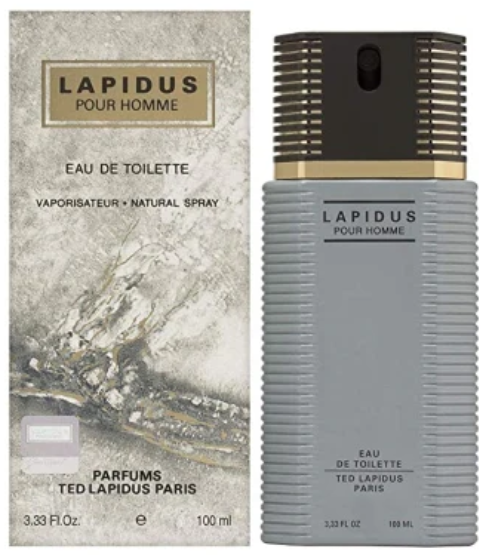 LAPIDUS
POUR HOMME
EAU DE TOILETTE
VAPORISATEUR • NATURAL SPRAY
PARFUMS
TED LAPIDUS PARIS
3.33 Fl.Oz. e 100 ml
LAPIDUS
POUR HOMME
EAU
DE TOILETTE
TED LAPIDUS
PARIS
3,33 FL OZ 100 ML